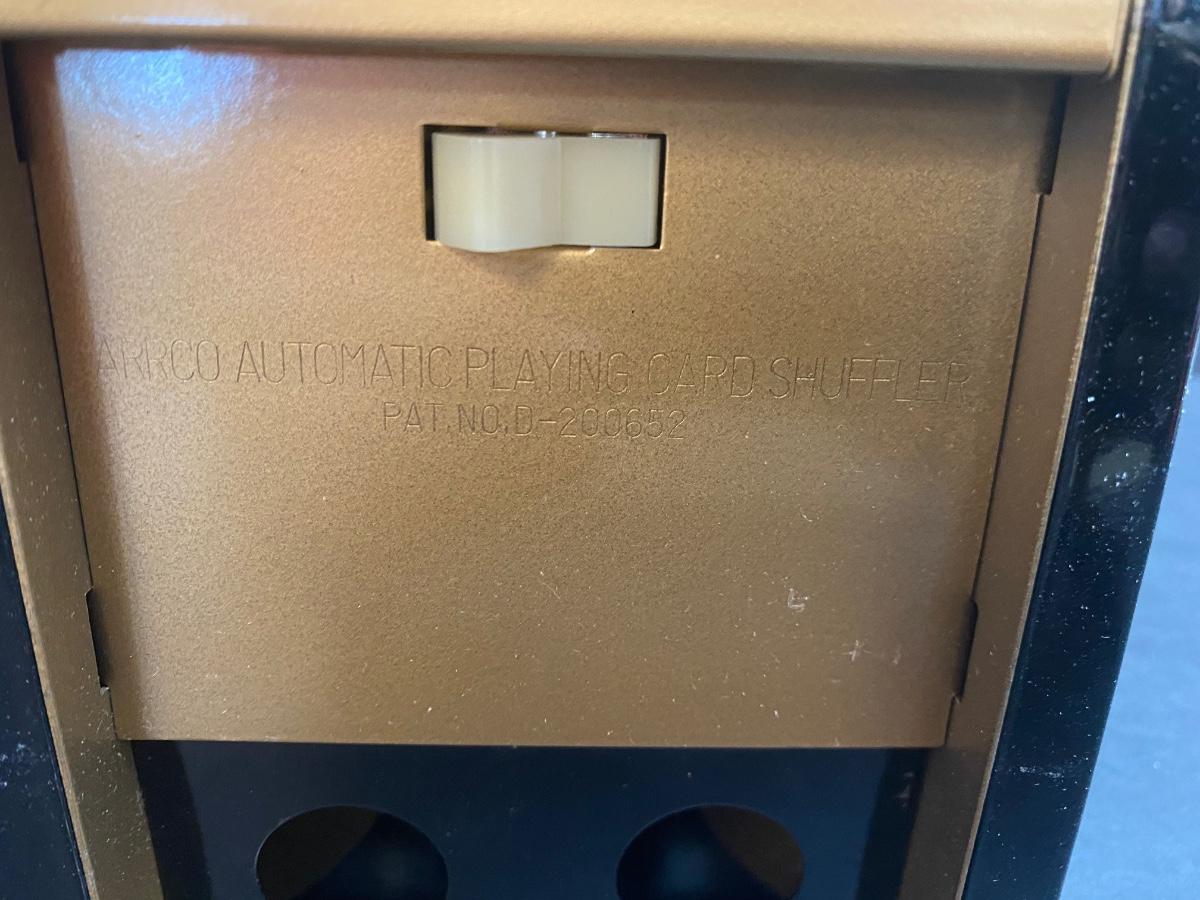 ARRCO AUTOMATIC PLAYING CARD SHUFFLER
PAT. NO. D-200652